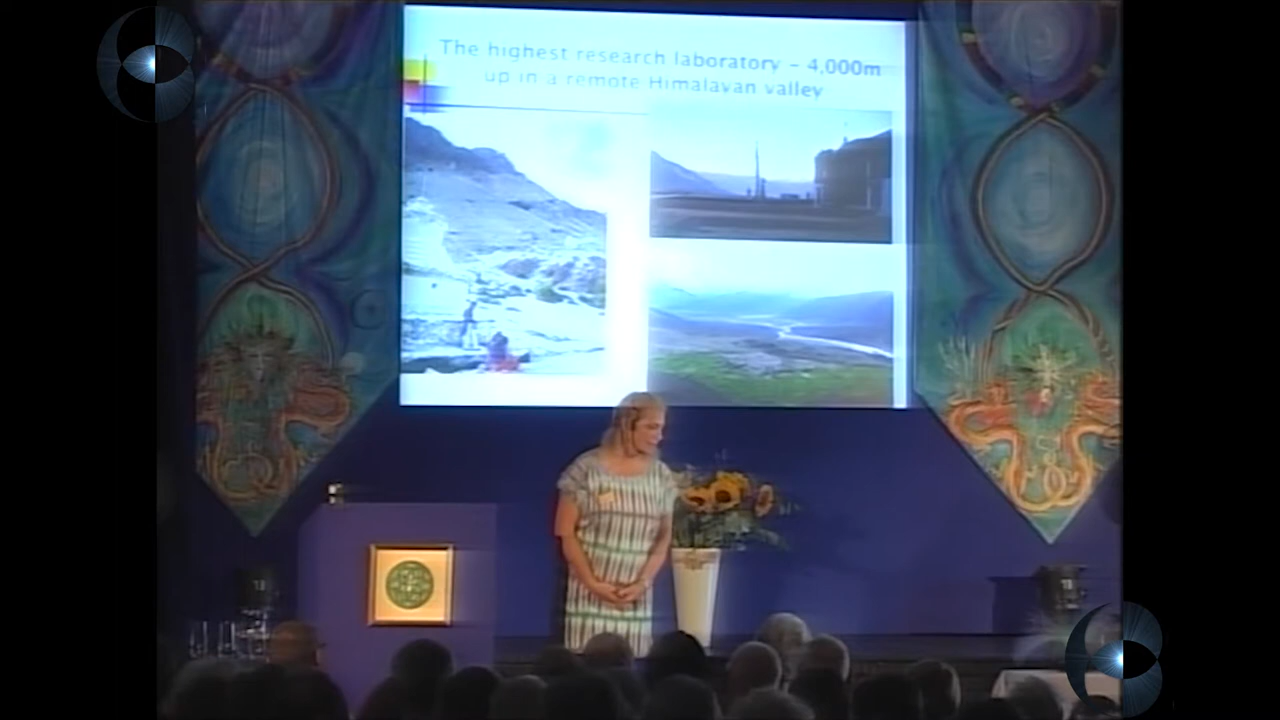 The highest research laboratory – 4,000m
up in a remote Himalayan valley